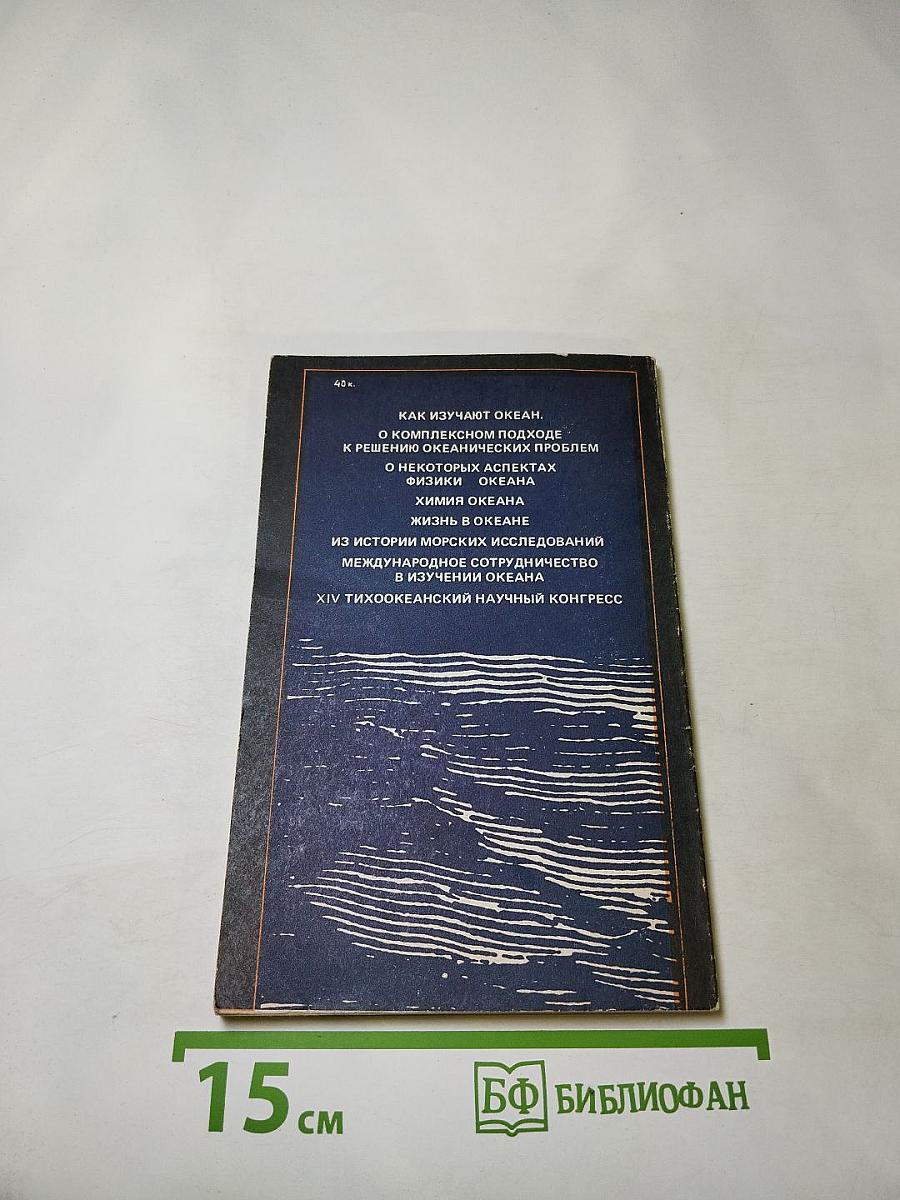 40 к.
КАК ИЗУЧАЮТ ОКЕАН.
О КОМПЛЕКСНОМ ПОДХОДЕ
К РЕШЕНИЮ ОКЕАНИЧЕСКИХ ПРОБЛЕМ
О НЕКОТОРЫХ АСПЕКТАХ
ФИЗИКИ ОКЕАНА
ХИМИЯ ОКЕАНА
ЖИЗНЬ В ОКЕАНЕ
ИЗ ИСТОРИИ МОРСКИХ ИССЛЕДОВАНИЙ
МЕЖДУНАРОДНОЕ СОТРУДНИЧЕСТВО
В ИЗУЧЕНИИ ОКЕАНА
XIV ТИХООКЕАНСКИЙ НАУЧНЫЙ КОНГРЕСС
15 см
БФ БИБЛИОФАН